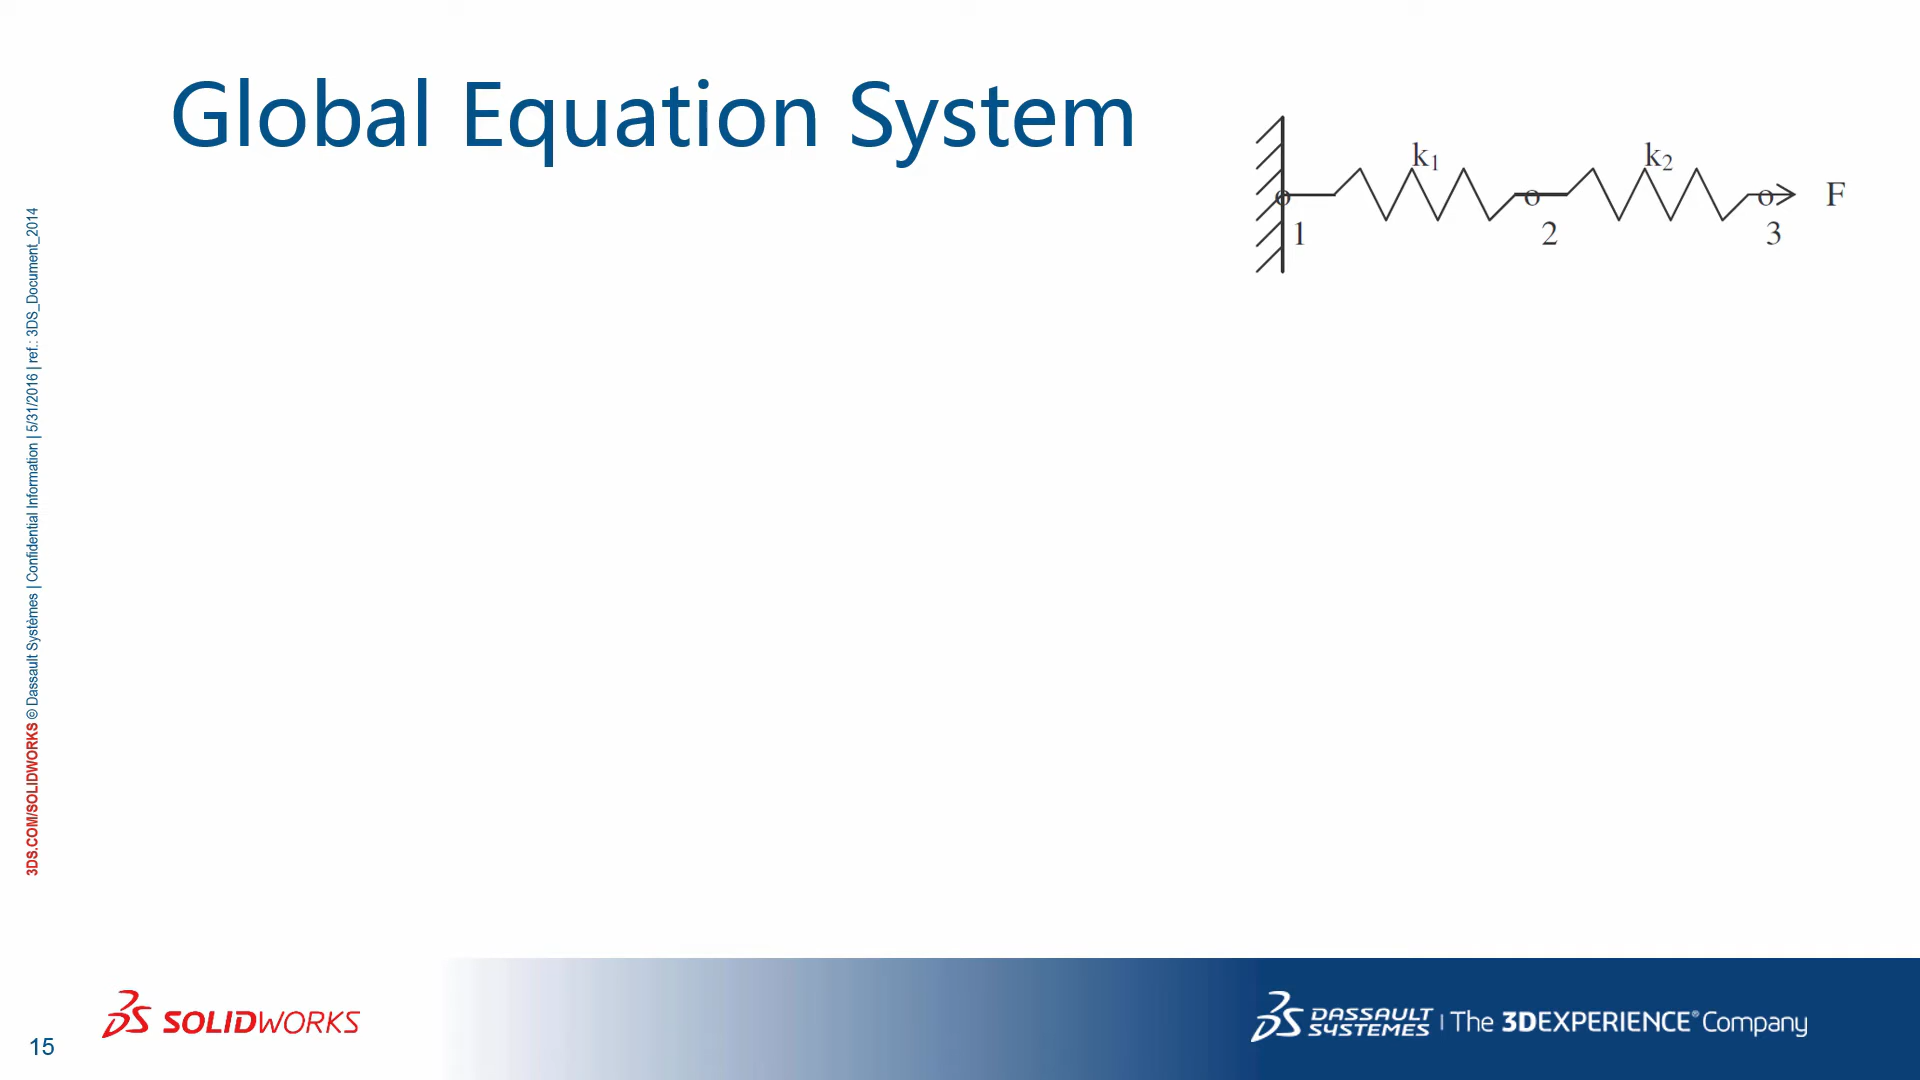 Global Equation System
k1
k2
F
1
2
3
3DS.COM/SOLIDWORKS © Dassault Systèmes | Confidential Information | 5/31/2016 | ref.: 3DS_Document_2014
SOLIDWORKS
DASSAULT SYSTEMES | The 3DEXPERIENCE® Company
15